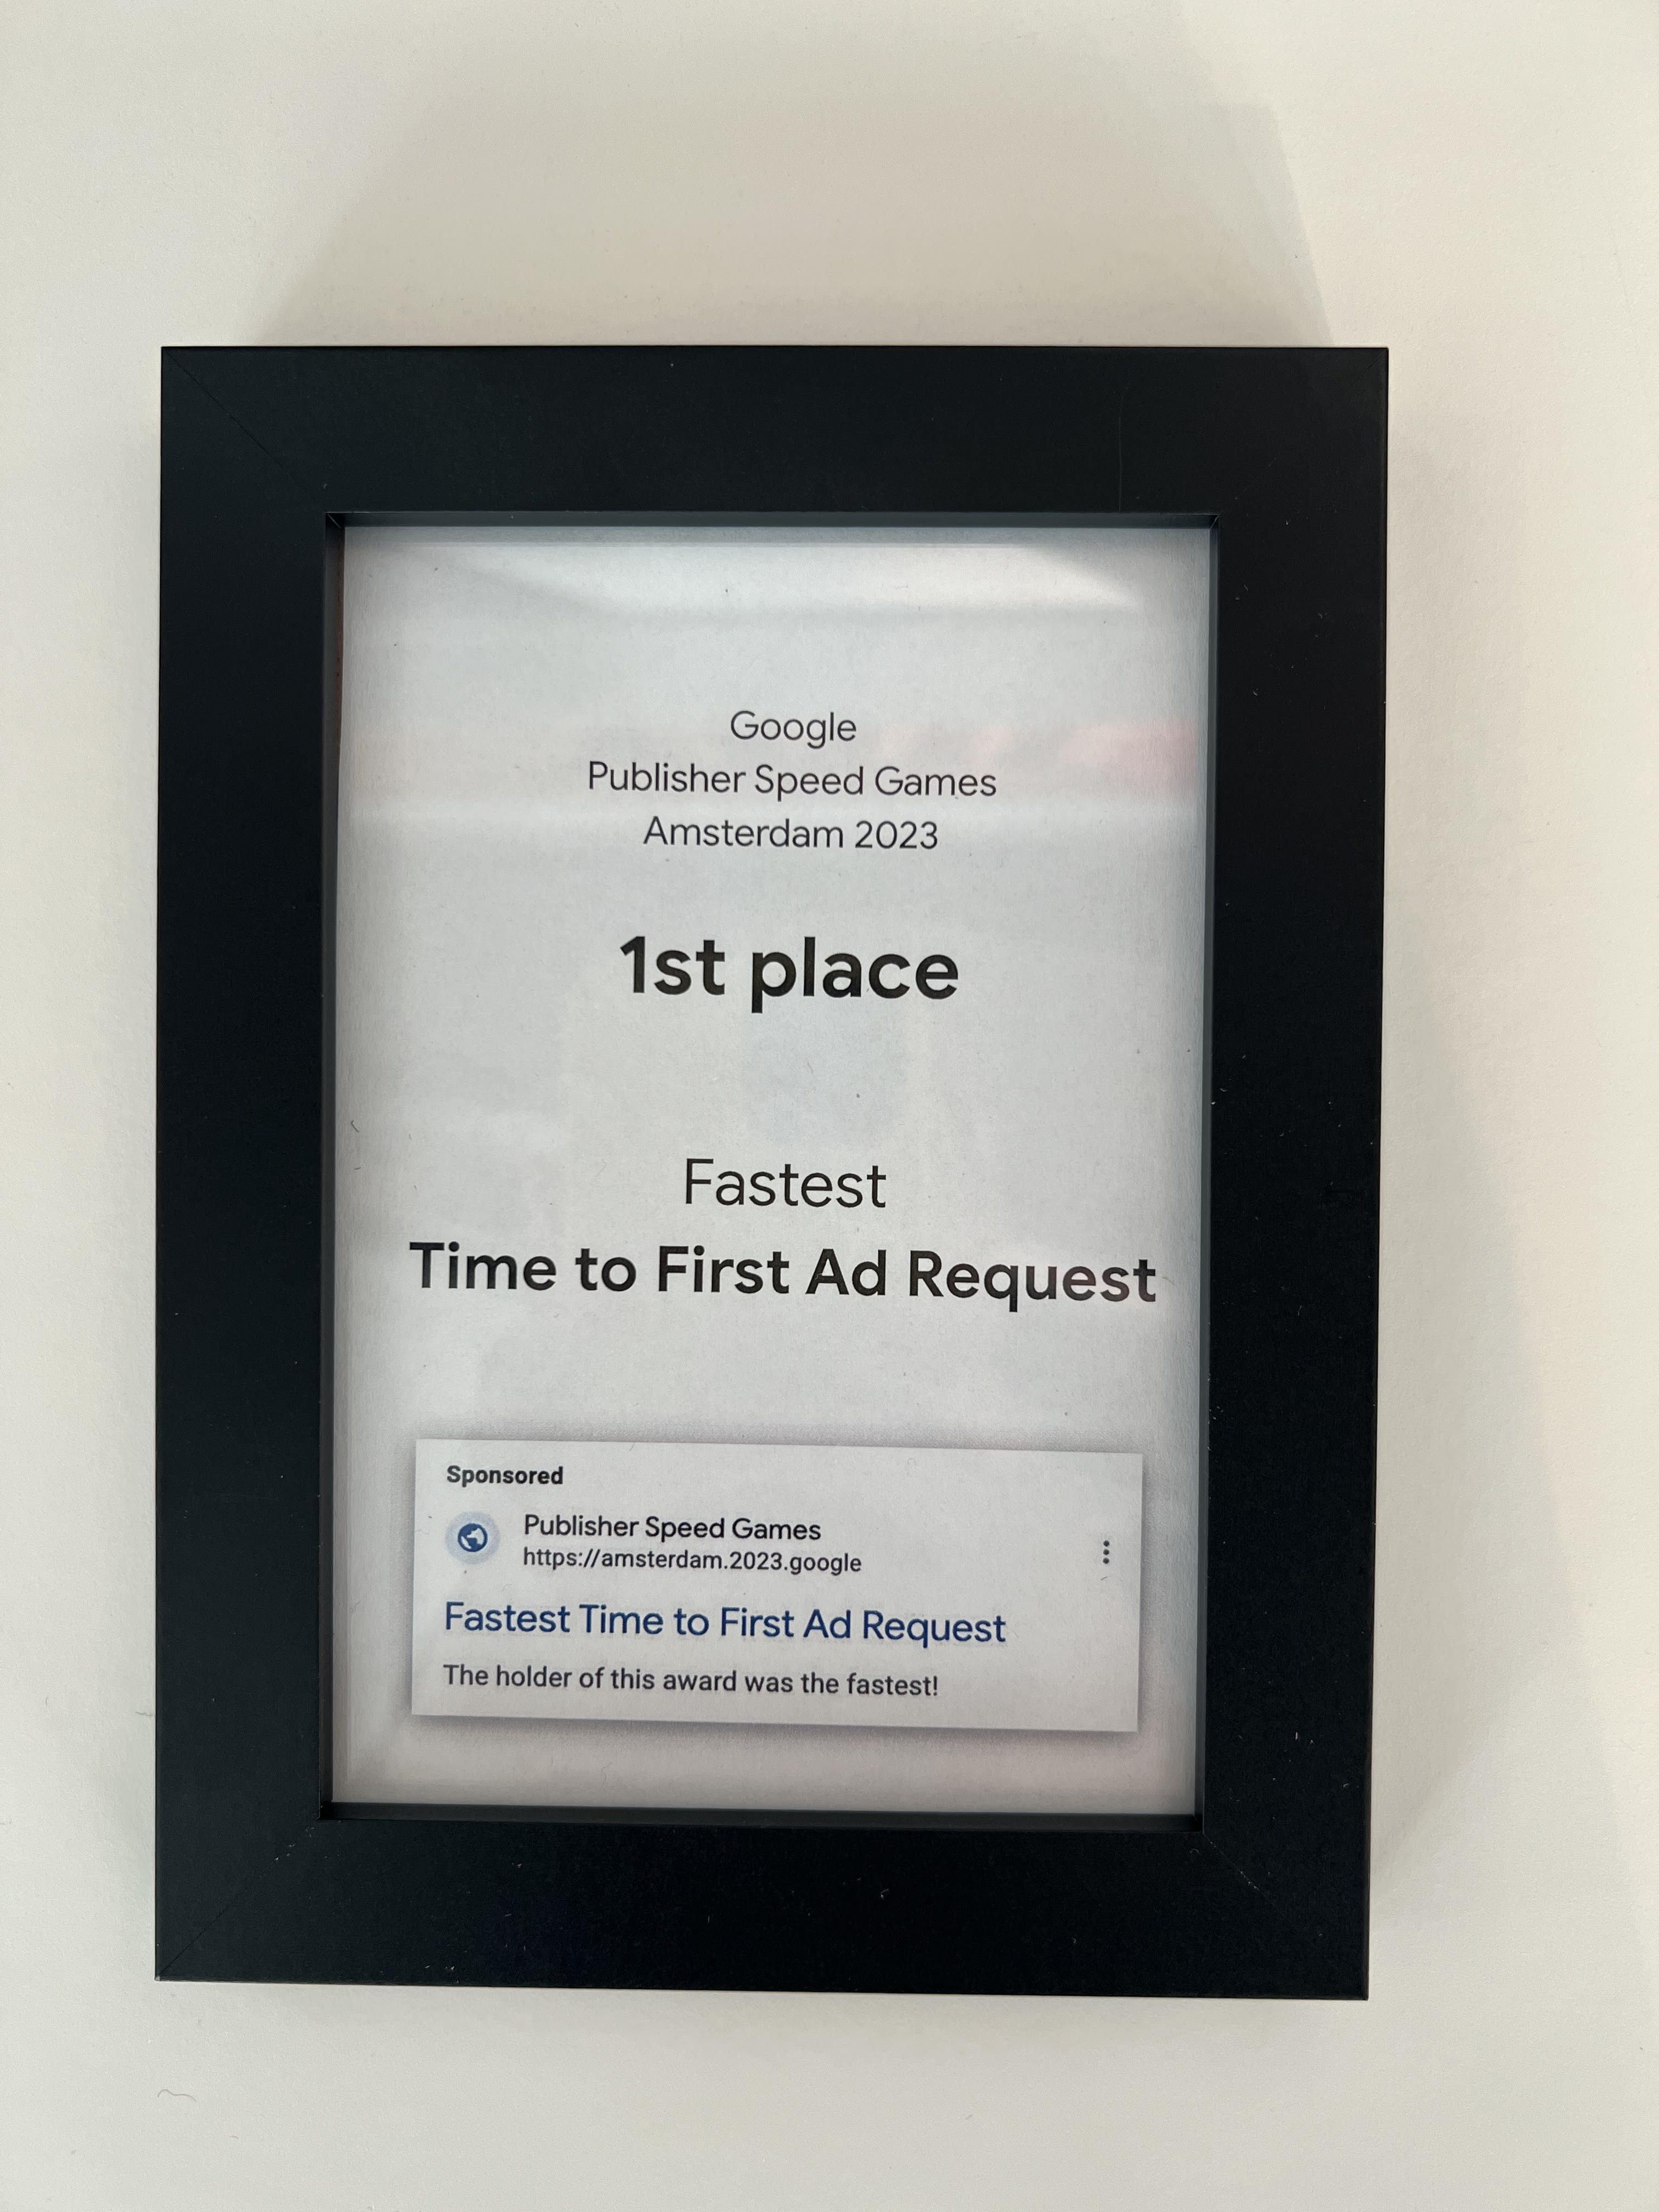 Google
Publisher Speed Games
Amsterdam 2023
1st place
Fastest
Time to First Ad Request
Sponsored
Publisher Speed Games
https://amsterdam.2023.google
Fastest Time to First Ad Request
The holder of this award was the fastest!